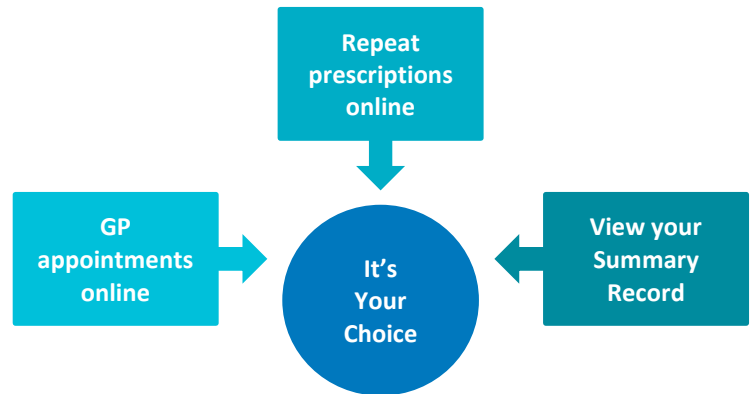 Repeat
prescriptions
online
GP
appointments
online
It’s
Your
Choice
View your
Summary
Record